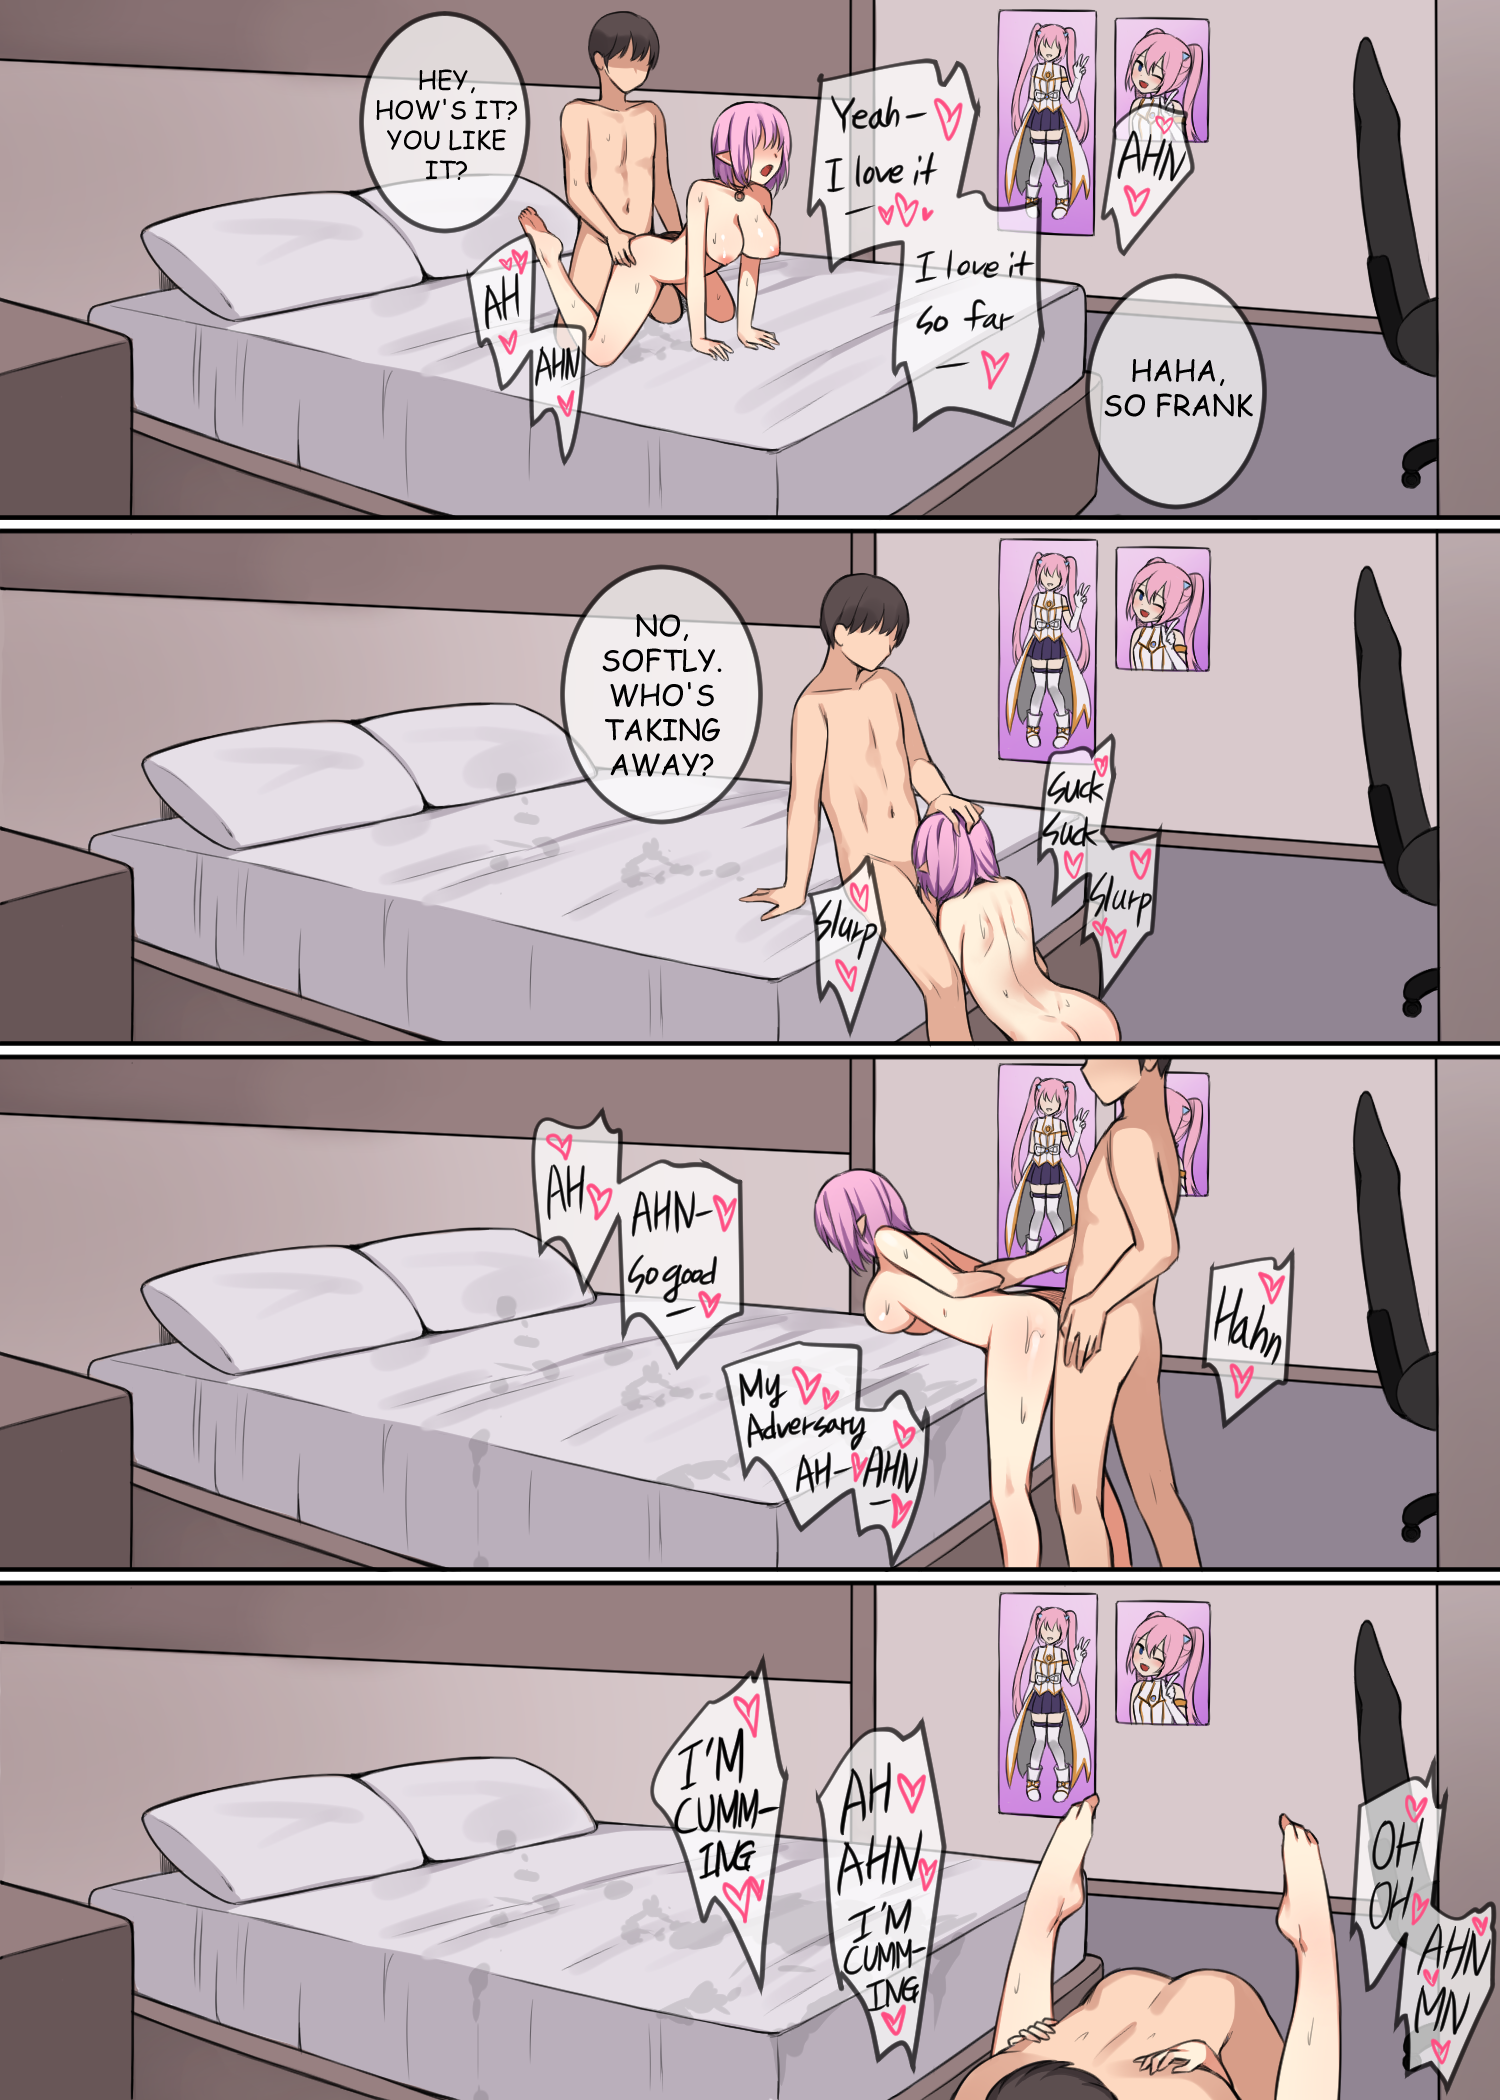 HEY,
HOW'S IT?
YOU LIKE
IT?
Yeah—
I love it
—
I love it
so far
—
AHN
AH
AHN
HAHA,
SO FRANK
NO,
SOFTLY.
WHO'S
TAKING
AWAY?
Suck
Suck
Slurp
Slurp
AH
AHN—
so good
—
My
Adversary
AH—
AHN
—
Hahn
I'M
CUMM-
ING
AH
AHN
I'M
CUMM-
ING
OH
OH
AHN
MN